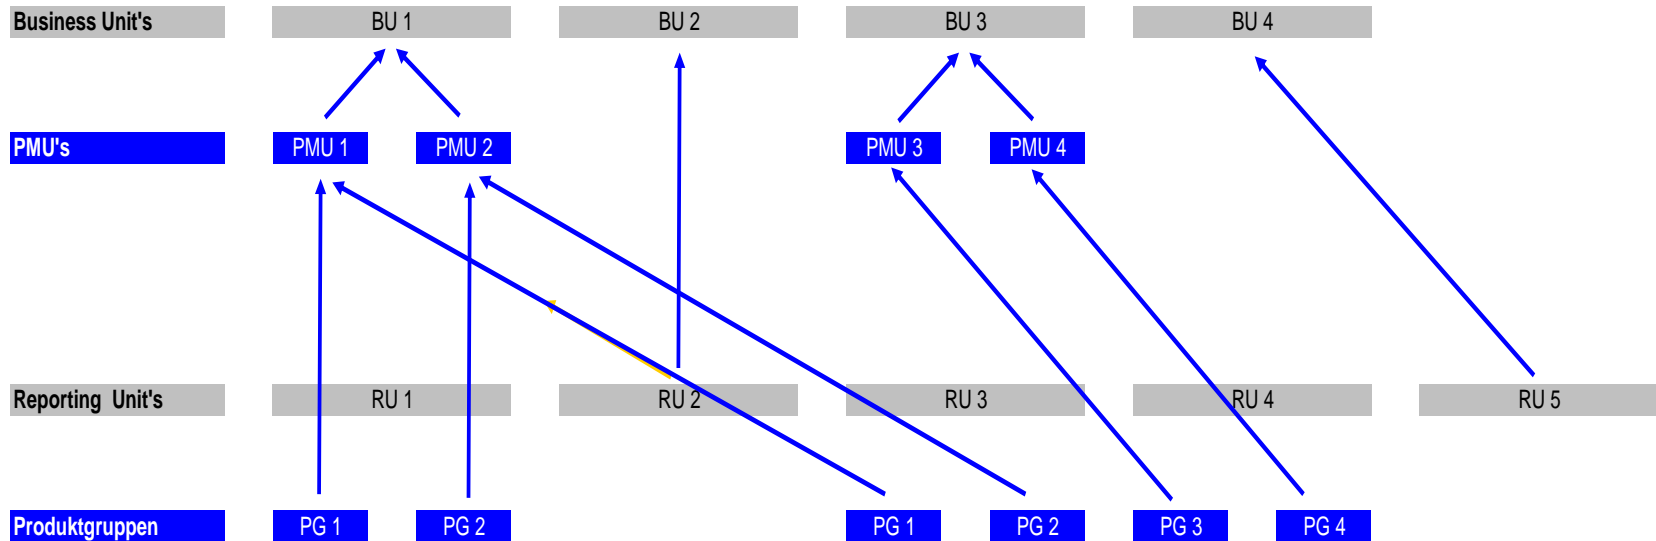 Business Unit's BU 1 BU 2 BU 3 BU 4
PMU's PMU 1 PMU 2 PMU 3 PMU 4
Reporting Unit's RU 1 RU 2 RU 3 RU 4 RU 5
Produktgruppen PG 1 PG 2 PG 1 PG 2 PG 3 PG 4